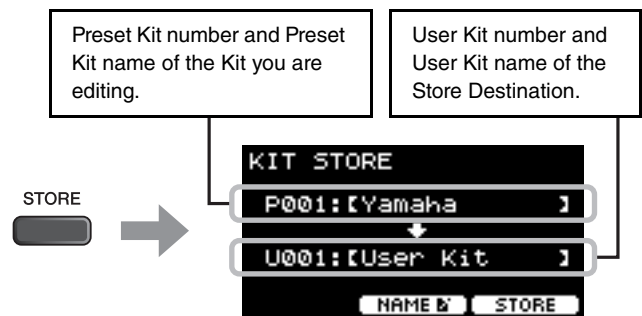 Preset Kit number and Preset
Kit name of the Kit you are
editing.
User Kit number and
User Kit name of the
Store Destination.
STORE
KIT STORE
P001:[Yamaha ]
U001:[User Kit ]
NAME STORE